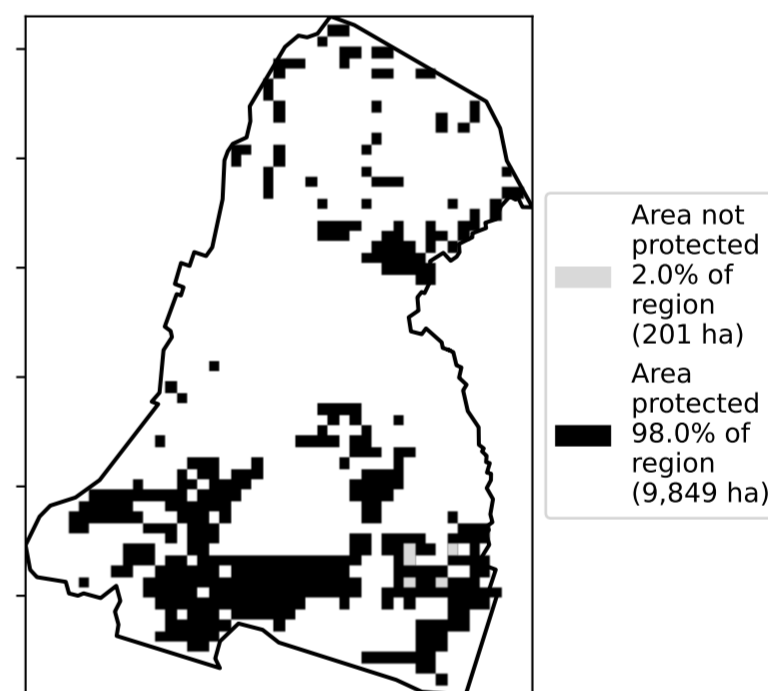 Area not
protected
2.0% of
region
(201 ha)
Area
protected
98.0% of
region
(9,849 ha)